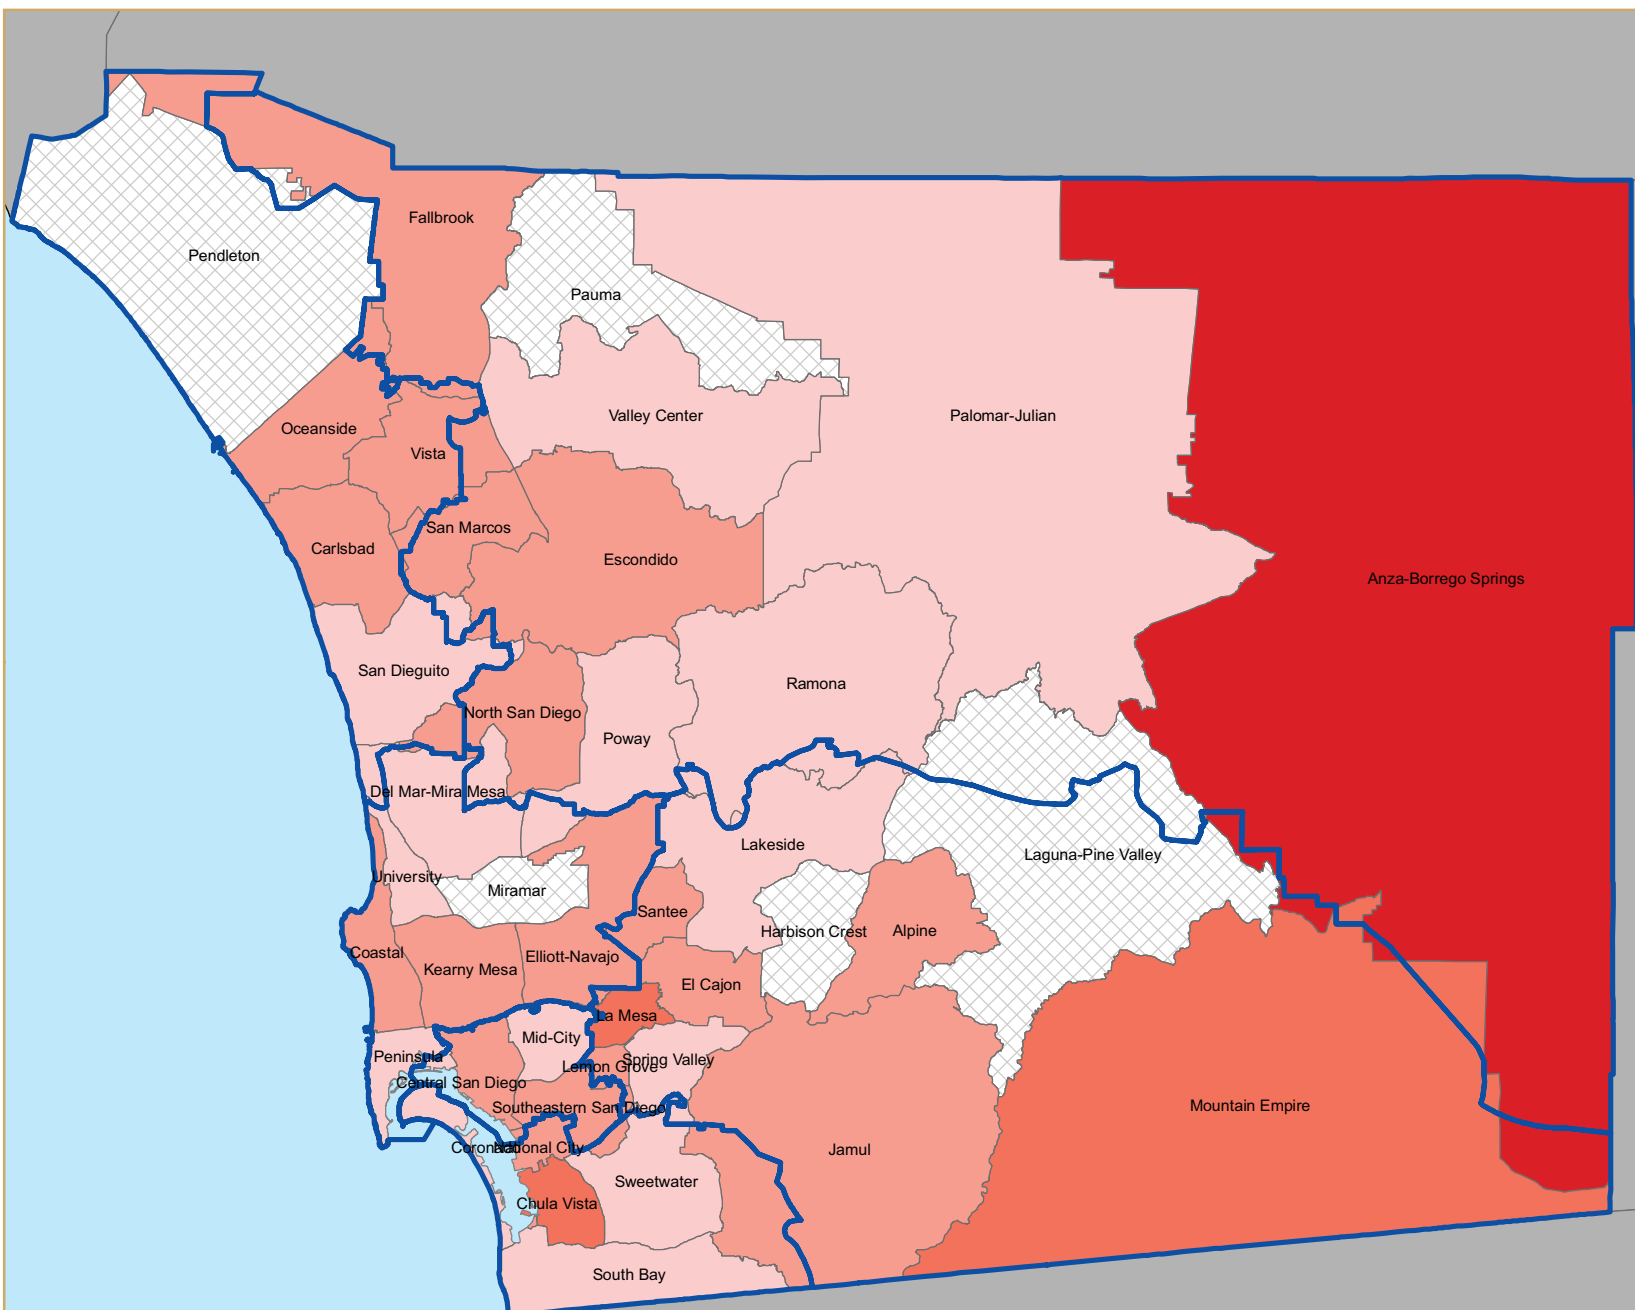 Fallbrook
Pendleton
Pauma
Valley Center
Palomar-Julian
Oceanside
Vista
San Marcos
Carlsbad
Escondido
Anza-Borrego Springs
San Dieguito
Ramona
North San Diego
Poway
Del Mar-Mira Mesa
Lakeside
Laguna-Pine Valley
University
Miramar
Santee
Harbison Crest
Alpine
Coastal
Elliott-Navajo
Kearny Mesa
El Cajon
La Mesa
Mid-City
Peninsula
Spring Valley
Lemon Grove
Central San Diego
Southeastern San Diego
Mountain Empire
Coronado
National City
Jamul
Sweetwater
Chula Vista
South Bay